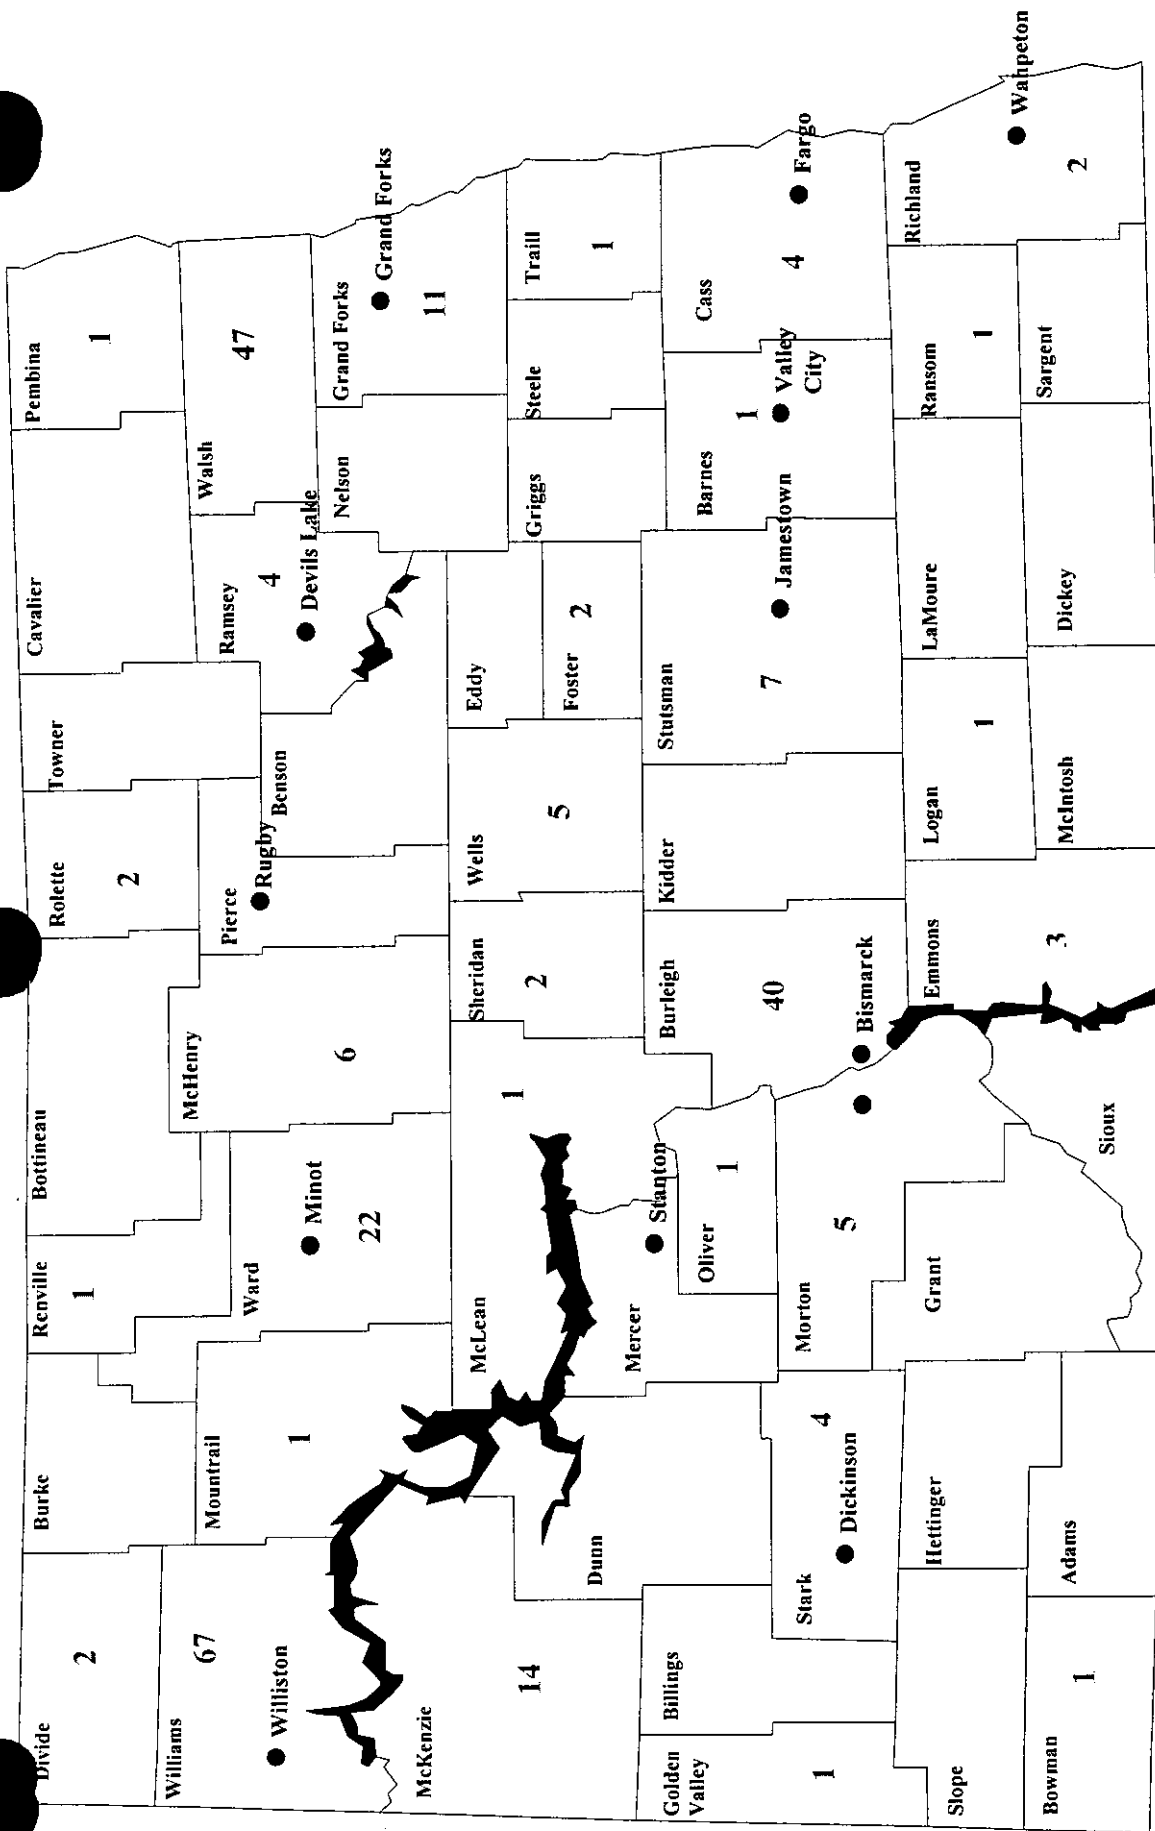 Divide
2
Burke
Renville
1
Bottineau
Rolette
2
Towner
Cavalier
Pembina
1
Williams
67
Williston
Mountrail
1
Ward
Minot
22
McHenry
6
Pierce
Rugby
Benson
Ramsey
4
Devils Lake
Walsh
47
Nelson
Grand Forks
Grand Forks
11
McKenzie
14
Dunn
McLean
1
Mercer
Stanton
Oliver
1
Sheridan
2
Wells
5
Eddy
Foster
2
Griggs
Steele
Traill
1
Golden
Valley
1
Billings
Stark
4
Dickinson
Morton
5
Burleigh
40
Bismarck
Kidder
Stutsman
7
Jamestown
Barnes
1
Valley
City
Cass
4
Fargo
Slope
Hettinger
Grant
Sioux
Emmons
3
Logan
1
LaMoure
Ransom
1
Richland
2
Wahpeton
Bowman
1
Adams
McIntosh
Dickey
Sargent